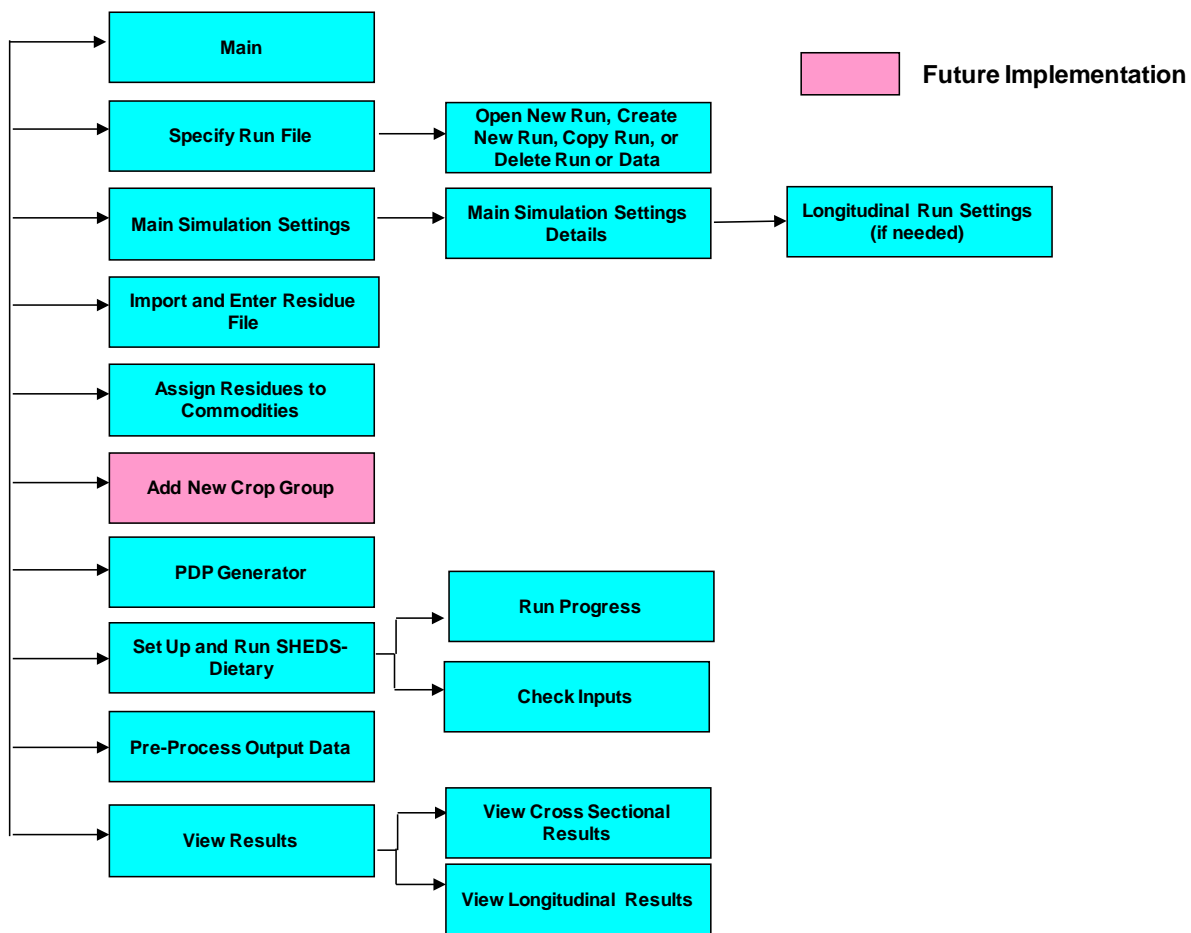 Main
Future Implementation
Specify Run File
Open New Run, Create
New Run, Copy Run, or
Delete Run or Data
Main Simulation Settings
Main Simulation Settings
Details
Longitudinal Run Settings
(if needed)
Import and Enter Residue
File
Assign Residues to
Commodities
Add New Crop Group
PDP Generator
Set Up and Run SHEDS-
Dietary
Run Progress
Check Inputs
Pre-Process Output Data
View Results
View Cross Sectional
Results
View Longitudinal Results